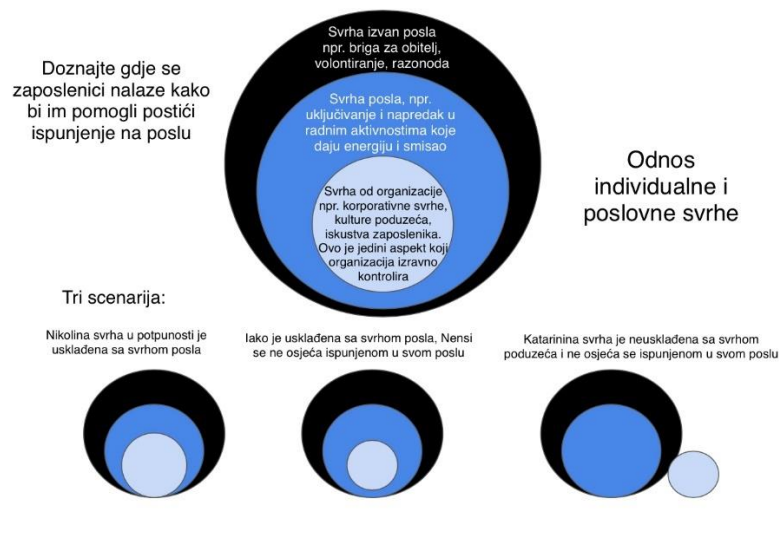 Doznajte gdje se
zaposlenici nalaze kako
bi im pomogli postići
ispunjenje na poslu
Svrha izvan posla
npr. briga za obitelj,
volontiranje, razonoda
Svrha posla, npr.
uključivanje i napredak u
radnim aktivnostima koje
daju energiju i smisao
Svrha od organizacije
npr. korporativne svrhe,
kulture poduzeća,
iskustva zaposlenika.
Ovo je jedini aspekt koji
organizacija izravno
kontrolira
Odnos
individualne i
poslovne svrhe
Tri scenarija:
Nikolina svrha u potpunosti je
usklađena sa svrhom posla
Iako je usklađena sa svrhom posla, Nensi
se ne osjeća ispunjenom u svom poslu
Katarinina svrha je neusklađena sa svrhom
poduzeća i ne osjeća se ispunjenom u svom poslu